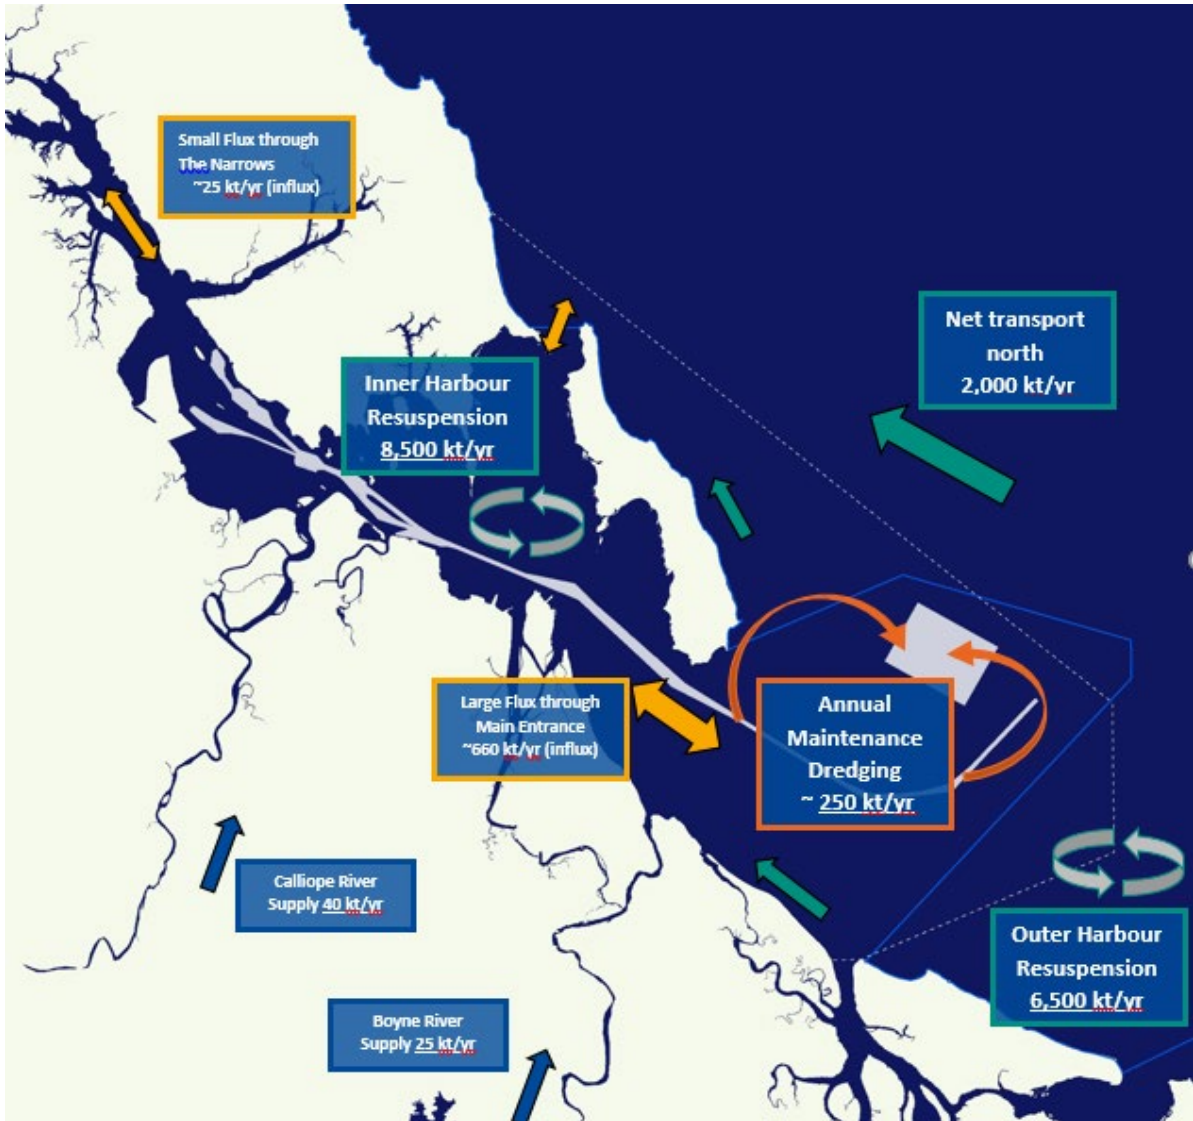 Small Flux through
The Narrows
~25 kt/yr (influx)
Net transport
north
2,000 kt/yr
Inner Harbour
Resuspension
8,500 kt/yr
Large Flux through
Main Entrance
~660 kt/yr (influx)
Annual
Maintenance
Dredging
~ 250 kt/yr
Calliope River
Supply 40 kt/yr
Outer Harbour
Resuspension
6,500 kt/yr
Boyne River
Supply 25 kt/yr